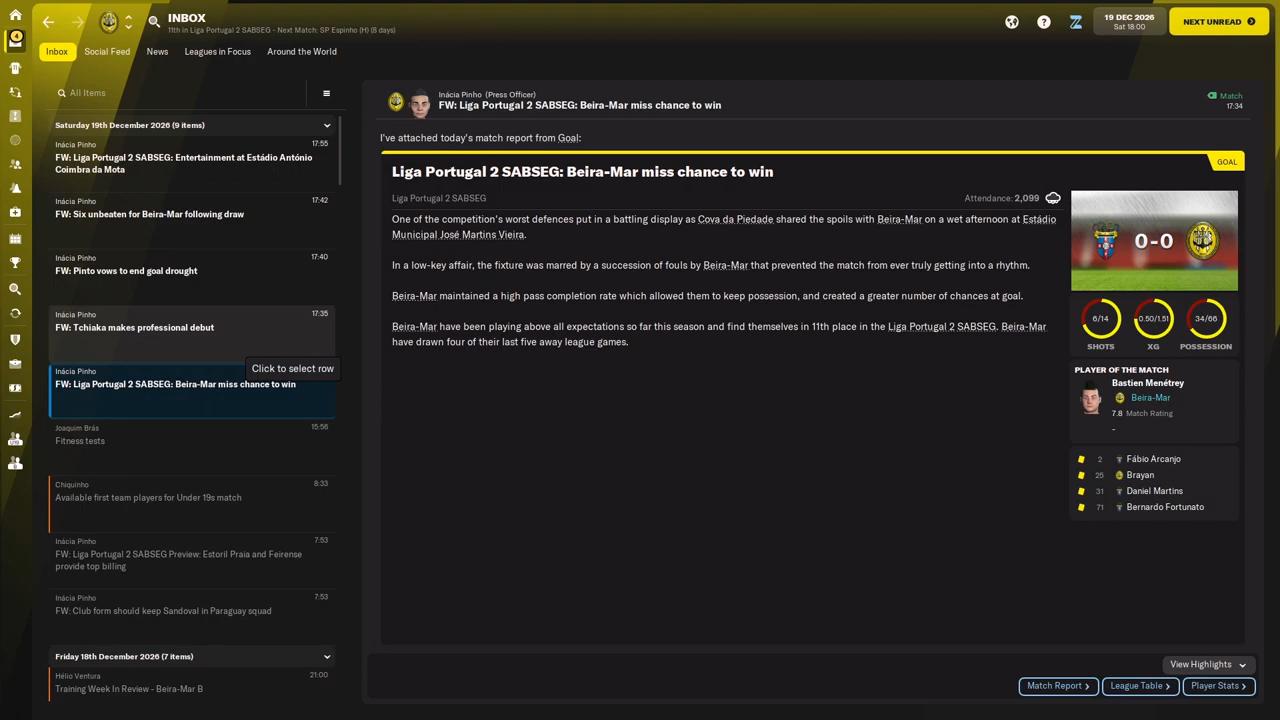 INBOX
11th in Liga Portugal 2 SABSEG - Next Match: SP Espinho (H) (8 days)
4
19 DEC 2026
Sat 18:00
NEXT UNREAD
Inbox
Social Feed
News
Leagues in Focus
Around the World
All Items
Saturday 19th December 2026 (9 items)
Inácia Pinho
17:55
FW: Liga Portugal 2 SABSEG: Entertainment at Estádio António
Coimbra da Mota
Inácia Pinho
17:42
FW: Six unbeaten for Beira-Mar following draw
Inácia Pinho
17:40
FW: Pinto vows to end goal drought
Inácia Pinho
17:35
FW: Tchiaka makes professional debut
Click to select row
Inácia Pinho
FW: Liga Portugal 2 SABSEG: Beira-Mar miss chance to win
Joaquim Brás
15:56
Fitness tests
Chiquinho
8:33
Available first team players for Under 19s match
Inácia Pinho
7:53
FW: Liga Portugal 2 SABSEG Preview: Estoril Praia and Feirense
provide top billing
Inácia Pinho
7:53
FW: Club form should keep Sandoval in Paraguay squad
Friday 18th December 2026 (7 items)
Hélio Ventura
21:00
Training Week In Review - Beira-Mar B
Inácia Pinho (Press Officer)
FW: Liga Portugal 2 SABSEG: Beira-Mar miss chance to win
Match
17:34
I've attached today's match report from Goal:
GOAL
Liga Portugal 2 SABSEG: Beira-Mar miss chance to win
Liga Portugal 2 SABSEG
Attendance: 2,099
One of the competition's worst defences put in a battling display as Cova da Piedade shared the spoils with Beira-Mar on a wet afternoon at Estádio
Municipal José Martins Vieira.
In a low-key affair, the fixture was marred by a succession of fouls by Beira-Mar that prevented the match from ever truly getting into a rhythm.
Beira-Mar maintained a high pass completion rate which allowed them to keep possession, and created a greater number of chances at goal.
Beira-Mar have been playing above all expectations so far this season and find themselves in 11th place in the Liga Portugal 2 SABSEG. Beira-Mar
have drawn four of their last five away league games.
0-0
6/14
0.50/1.51
34/66
SHOTS
XG
POSSESSION
PLAYER OF THE MATCH
Bastien Menétrey
Beira-Mar
7.8 Match Rating
-
2 Fábio Arcanjo
25 Brayan
31 Daniel Martins
71 Bernardo Fortunato
View Highlights
Match Report
League Table
Player Stats